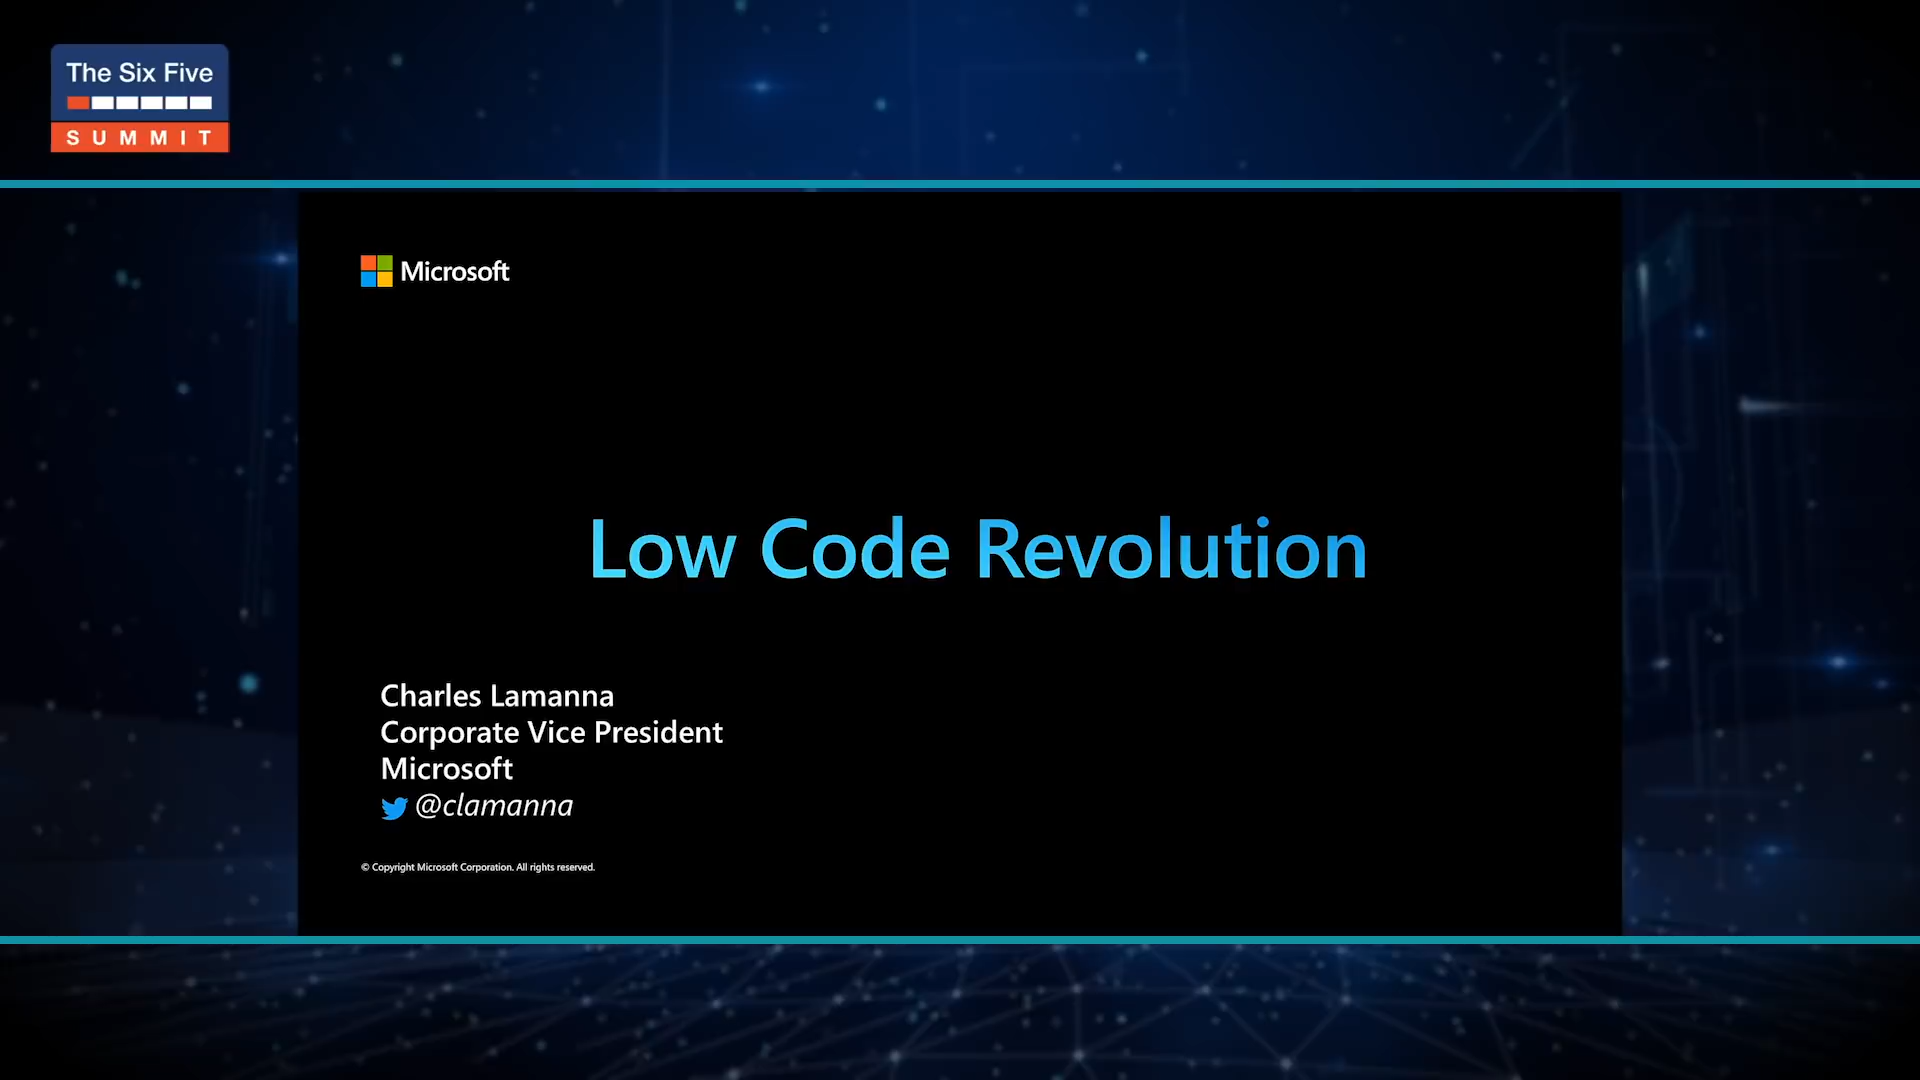 The Six Five
SUMMIT
Microsoft
Low Code Revolution
Charles Lamanna
Corporate Vice President
Microsoft
@clamanna
© Copyright Microsoft Corporation. All rights reserved.